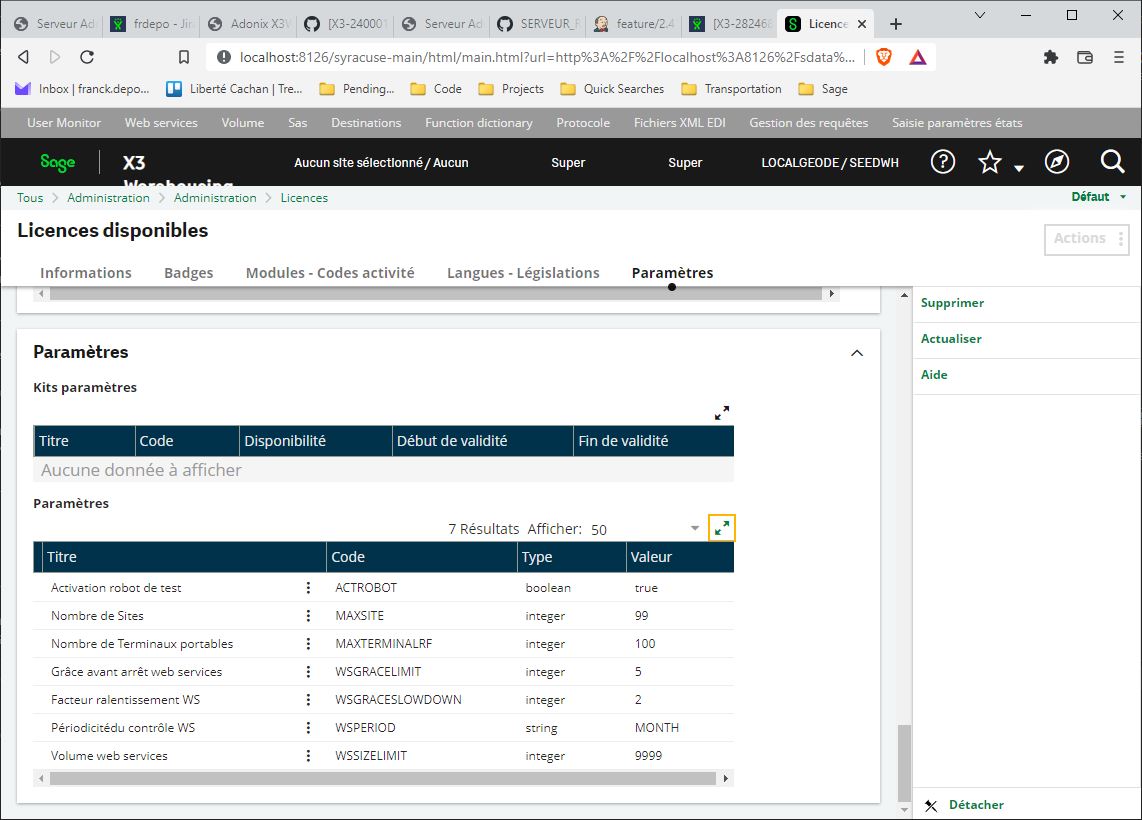 Serveur Ad
frdepo - Jir
Adonix X3W
[X3-240001
Serveur Ad
SERVEUR_R
feature/2.4
[X3-28246
Licence
localhost:8126/syracuse-main/html/main.html?url=http%3A%2F%2Flocalhost%3A8126%2Fsdata%...
Inbox | franck.depo...
Liberté Cachan | Tre...
Pending...
Code
Projects
Quick Searches
Transportation
Sage
User Monitor
Web services
Volume
Sas
Destinations
Function dictionary
Protocole
Fichiers XML EDI
Gestion des requêtes
Saisie paramètres états
Sage
X3
Warehousing
Aucun site sélectionné / Aucun
Super
Super
LOCALGEODE / SEEDWH
Tous
Administration
Administration
Licences
Défaut
Licences disponibles
Actions
Informations
Badges
Modules - Codes activité
Langues - Législations
Paramètres
Supprimer
Actualiser
Aide
Paramètres
Kits paramètres
Titre Code Disponibilité Début de validité Fin de validité
Aucune donnée à afficher
Paramètres
7 Résultats Afficher: 50
Titre Code Type Valeur
Activation robot de test ACTROBOT boolean true
Nombre de Sites MAXSITE integer 99
Nombre de Terminaux portables MAXTERMINALRF integer 100
Grâce avant arrêt web services WSGRACELIMIT integer 5
Facteur ralentissement WS WSGRACESLOWDOWN integer 2
Périodicitédu contrôle WS WSPERIOD string MONTH
Volume web services WSSIZELIMIT integer 9999
Détacher